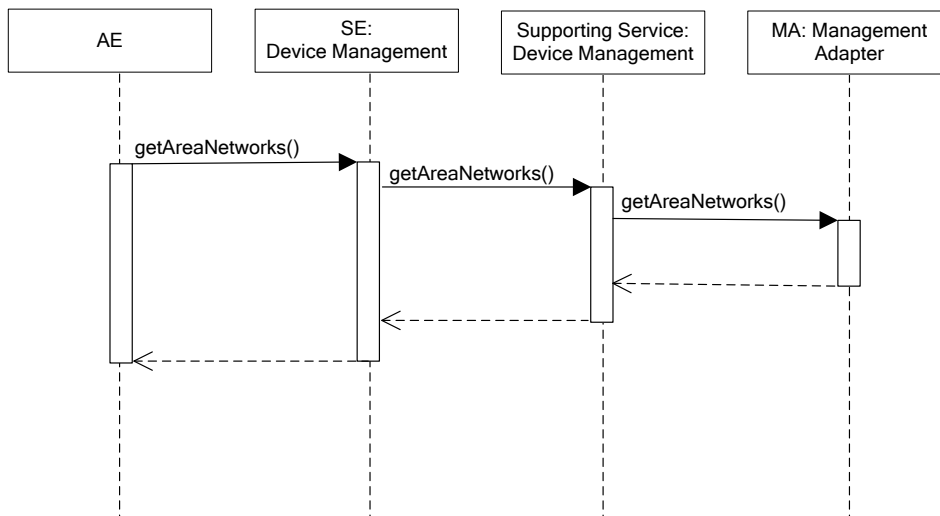 AE
SE:
Device Management
Supporting Service:
Device Management
MA: Management
Adapter
getAreaNetworks()
getAreaNetworks()
getAreaNetworks()